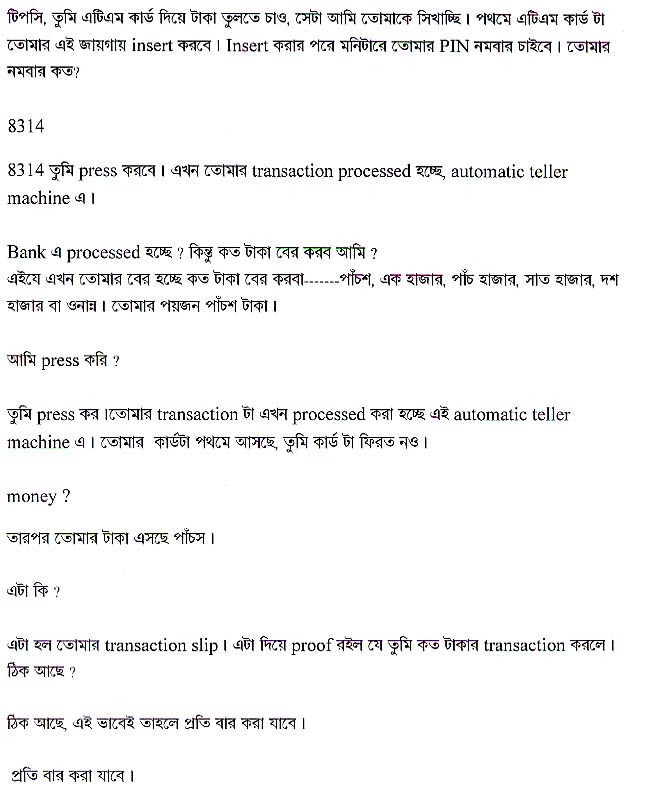 টিপসি, তুমি এটিএম কার্ড দিয়ে টাকা তুলতে চাও, সেটা আমি তোমাকে সিখাচ্ছি। পথমে এটিএম কার্ড টা
তোমার এই জায়গায় insert করবে। Insert করার পরে মনিটারে তোমার PIN নমবার চাইবে। তোমার
নমবার কত?
8314
8314 তুমি press করবে। এখন তোমার transaction processed হচ্ছে, automatic teller
machine এ।
Bank এ processed হচ্ছে ? কিন্তু কত টাকা বের করব আমি ?
এইযে এখন তোমার বের হচ্ছে কত টাকা বের করবা-------পাঁচশ, এক হাজার, পাঁচ হাজার, সাত হাজার, দশ
হাজার বা ওনান্ন। তোমার পয়জন পাঁচশ টাকা।
আমি press করি ?
তুমি press কর।তোমার transaction টা এখন processed করা হচ্ছে এই automatic teller
machine এ। তোমার কার্ডটা পথমে আসছে, তুমি কার্ড টা ফিরত নও।
money ?
তারপর তোমার টাকা এসছে পাঁচস।
এটা কি ?
এটা হল তোমার transaction slip। এটা দিয়ে proof রইল যে তুমি কত টাকার transaction করলে।
ঠিক আছে ?
ঠিক আছে, এই ভাবেই তাহলে প্রতি বার করা যাবে।
প্রতি বার করা যাবে।